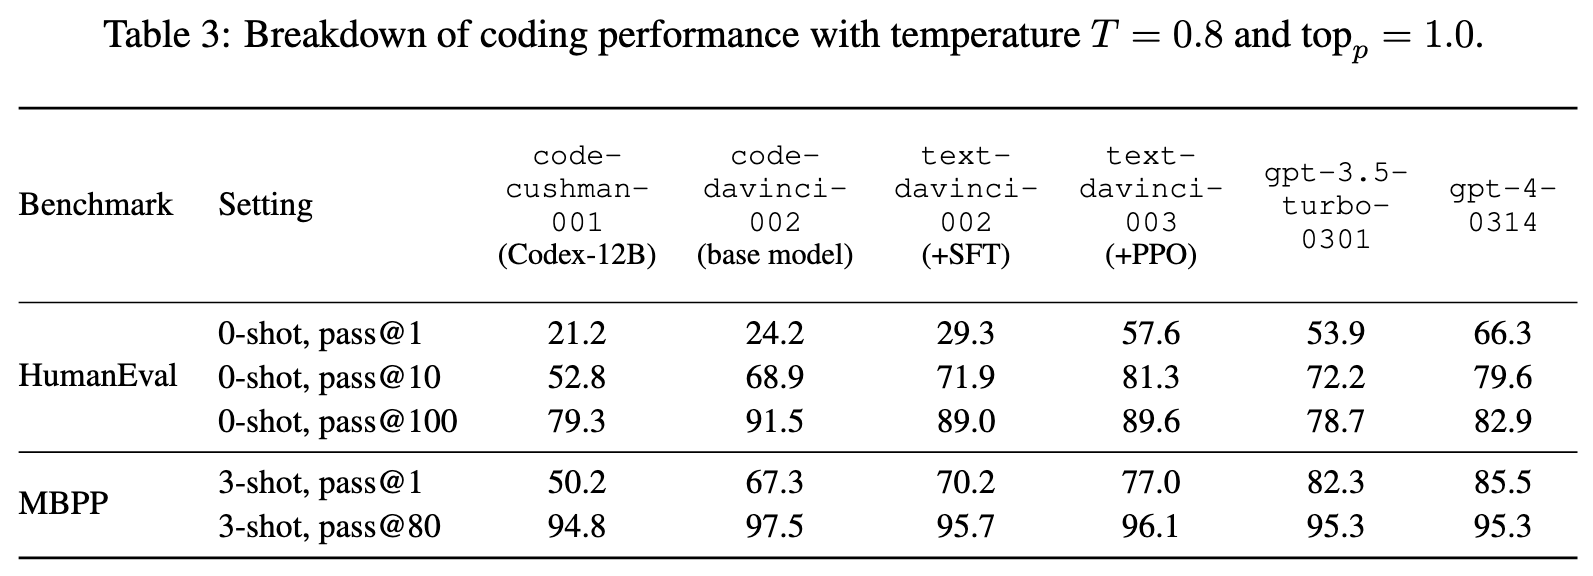 Table 3: Breakdown of coding performance with temperature T = 0.8 and top_p = 1.0.
Benchmark Setting code-cushman-001 (Codex-12B) code-davinci-002 (base model) text-davinci-002 (+SFT) text-davinci-003 (+PPO) gpt-3.5-turbo-0301 gpt-4-0314
HumanEval
0-shot, pass@1 21.2 24.2 29.3 57.6 53.9 66.3
0-shot, pass@10 52.8 68.9 71.9 81.3 72.2 79.6
0-shot, pass@100 79.3 91.5 89.0 89.6 78.7 82.9
MBPP
3-shot, pass@1 50.2 67.3 70.2 77.0 82.3 85.5
3-shot, pass@80 94.8 97.5 95.7 96.1 95.3 95.3